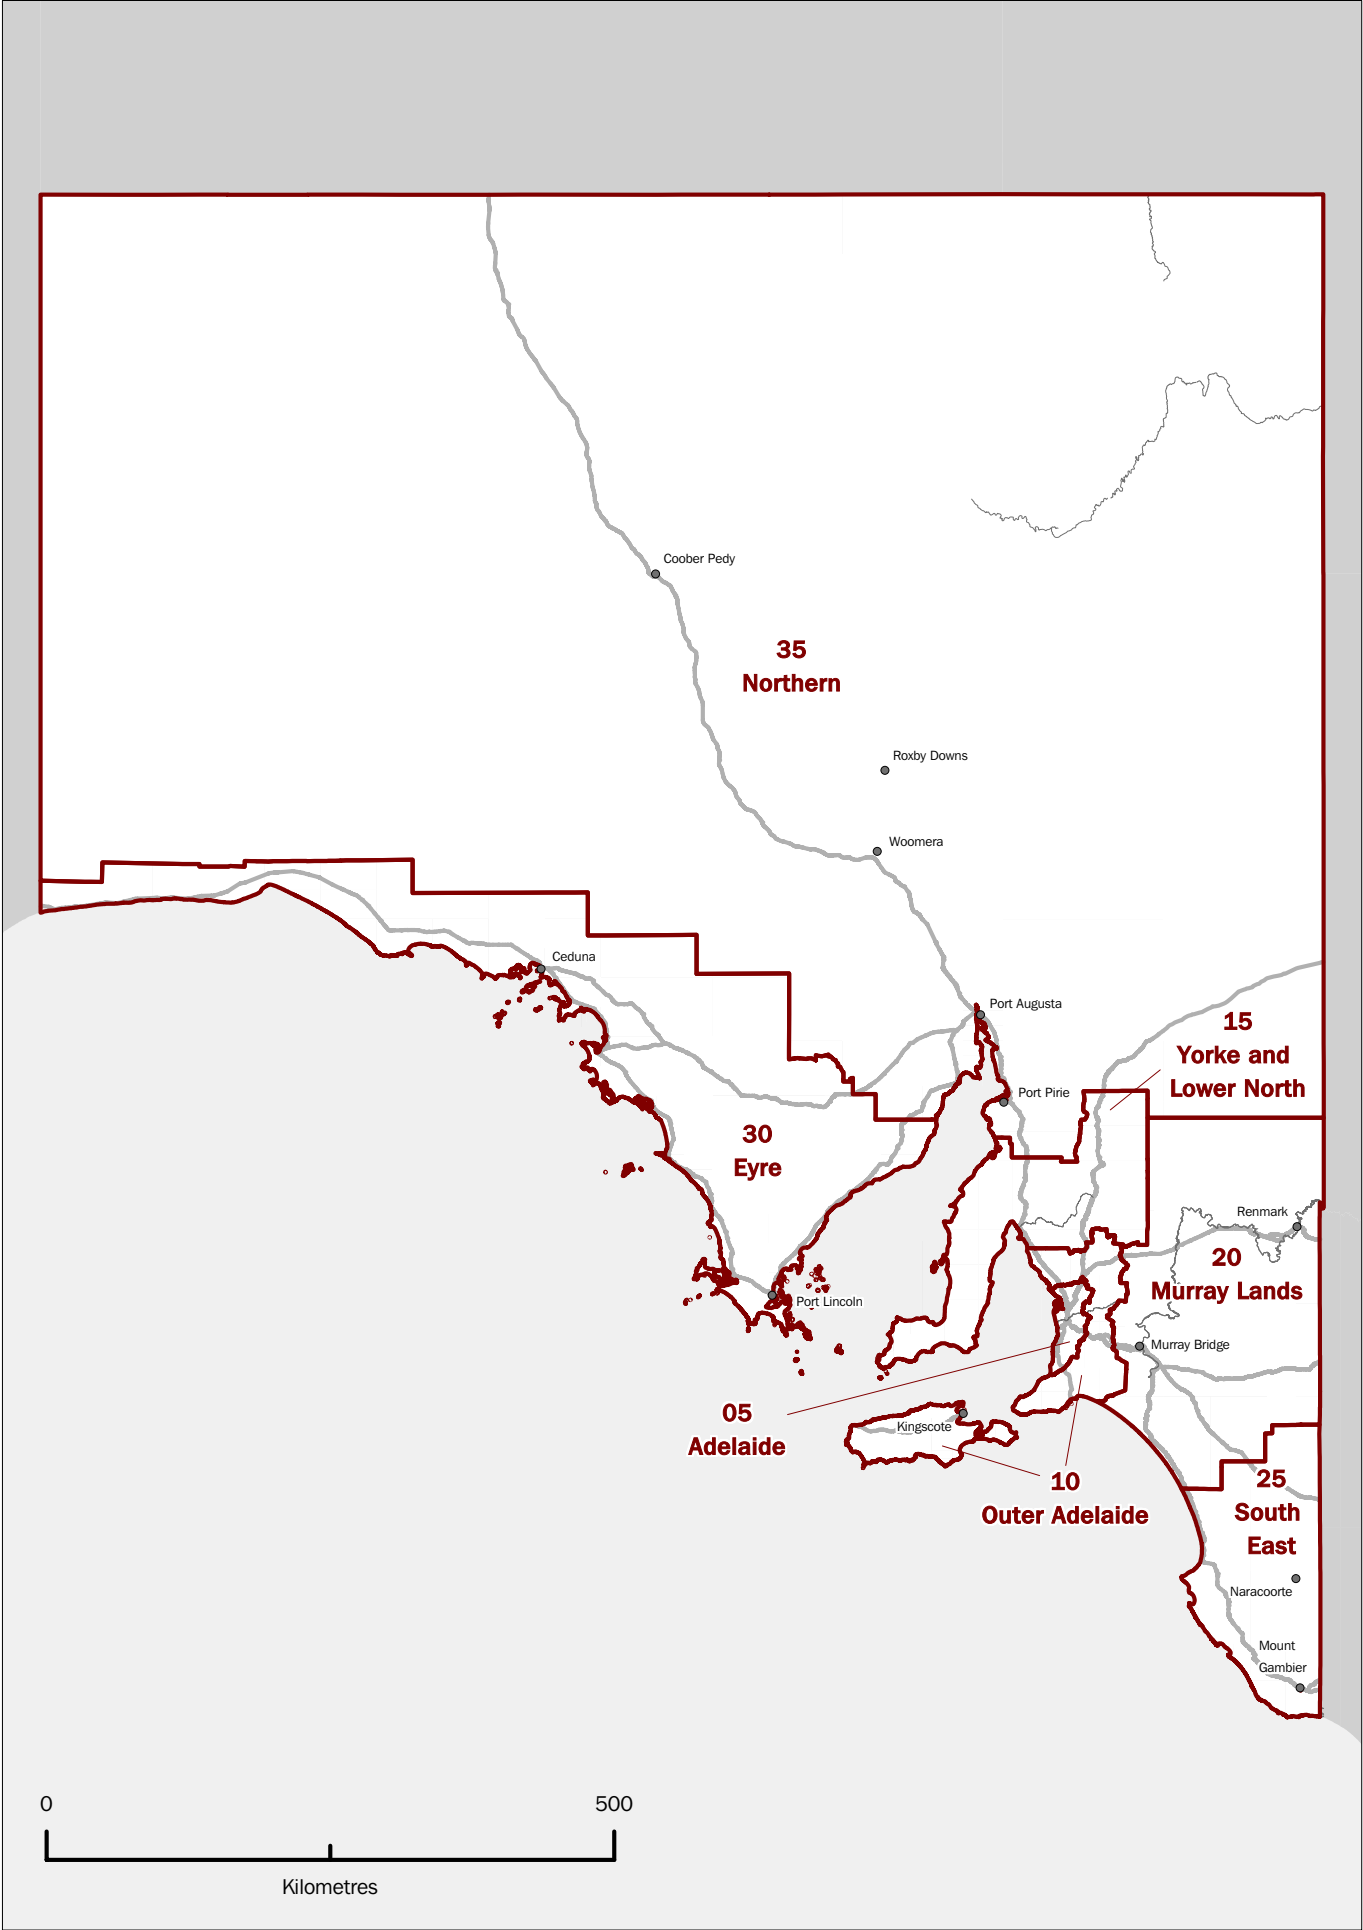 Coober Pedy
35
Northern
Roxby Downs
Woomera
Ceduna
Port Augusta
15
Yorke and
Lower North
Port Pirie
30
Eyre
Renmark
20
Murray Lands
Port Lincoln
Murray Bridge
05
Adelaide
Kingscote
10
Outer Adelaide
25
South
East
Naracoorte
Mount
Gambier
0 500
Kilometres